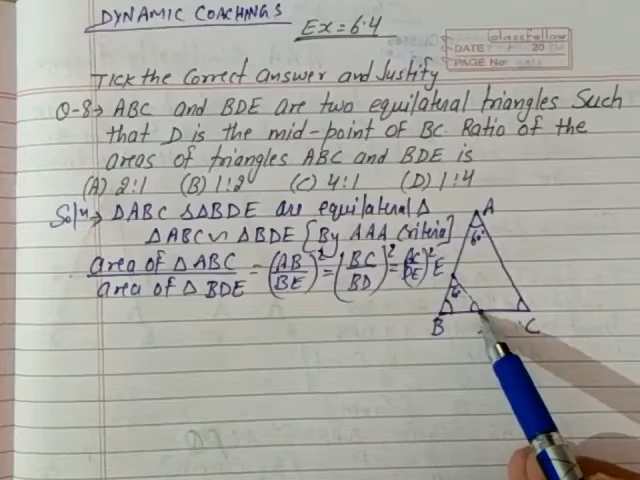 DYNAMIC COACHINGS
Ex=6.4
classfellow
DATE 20
PAGE No.
TICK the Correct answer and Justify
Q-8→ ABC and BDE are two equilateral triangles Such
that D is the mid-point of BC. Ratio of the
areas of triangles ABC and BDE is
(A) 2:1 (B) 1:2 (C) 4:1 (D) 1:4
Soln→ ΔABC & ΔBDE are equilateral Δ
ΔABC ∽ ΔBDE [By AAA Criteria]
area of ΔABC / area of ΔBDE = (AB/BE)² = (BC/BD)² = (AC/DE)²
A
60°
E
B
C